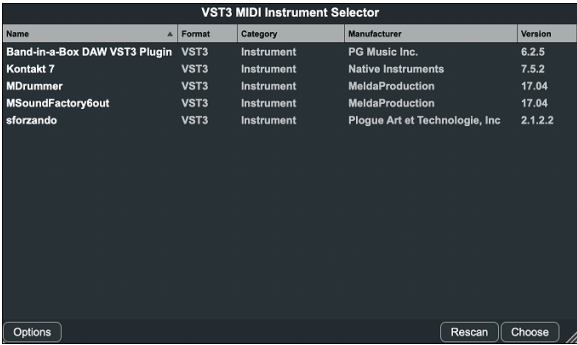 VST3 MIDI Instrument Selector
Name Format Category Manufacturer Version
Band-in-a-Box DAW VST3 Plugin VST3 Instrument PG Music Inc. 6.2.5
Kontakt 7 VST3 Instrument Native Instruments 7.5.2
MDrummer VST3 Instrument MeldaProduction 17.04
MSoundFactory6out VST3 Instrument MeldaProduction 17.04
sforzando VST3 Instrument Plogue Art et Technologie, Inc 2.1.2.2
Options Rescan Choose